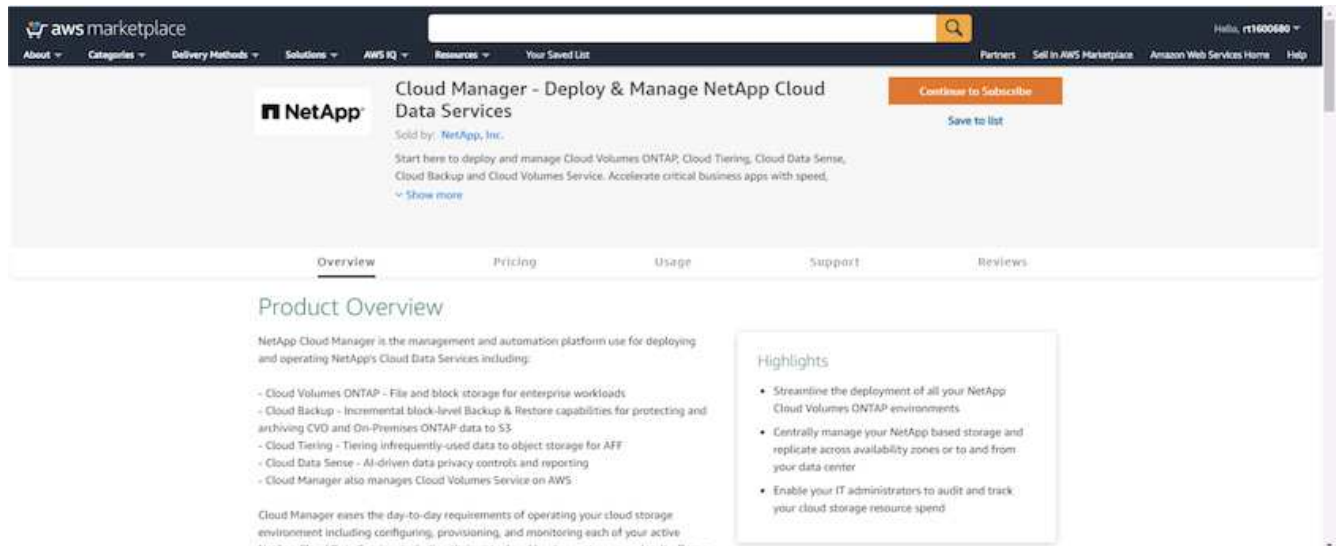 aws marketplace
Hello, rt1600680
About Categories Delivery Methods Solutions AWS IQ Resources Your Saved List Partners Sell in AWS Marketplace Amazon Web Services Home Help
NetApp
Cloud Manager - Deploy & Manage NetApp Cloud
Data Services
Continue to Subscribe
Save to list
Sold by: NetApp, Inc.
Start here to deploy and manage Cloud Volumes ONTAP, Cloud Tiering, Cloud Data Sense,
Cloud Backup and Cloud Volumes Service. Accelerate critical business apps with speed,
Show more
Overview Pricing Usage Support Reviews
Product Overview
NetApp Cloud Manager is the management and automation platform use for deploying
and operating NetApp's Cloud Data Services including:
- Cloud Volumes ONTAP - File and block storage for enterprise workloads
- Cloud Backup - Incremental block-level Backup & Restore capabilities for protecting and
archiving CVO and On-Premises ONTAP data to S3
- Cloud Tiering - Tiering infrequently-used data to object storage for AFF
- Cloud Data Sense - AI-driven data privacy controls and reporting
- Cloud Manager also manages Cloud Volumes Service on AWS
Cloud Manager eases the day-to-day requirements of operating your cloud storage
environment including configuring, provisioning, and monitoring each of your active
Highlights
• Streamline the deployment of all your NetApp
Cloud Volumes ONTAP environments
• Centrally manage your NetApp based storage and
replicate across availability zones or to and from
your data center
• Enable your IT administrators to audit and track
your cloud storage resource spend